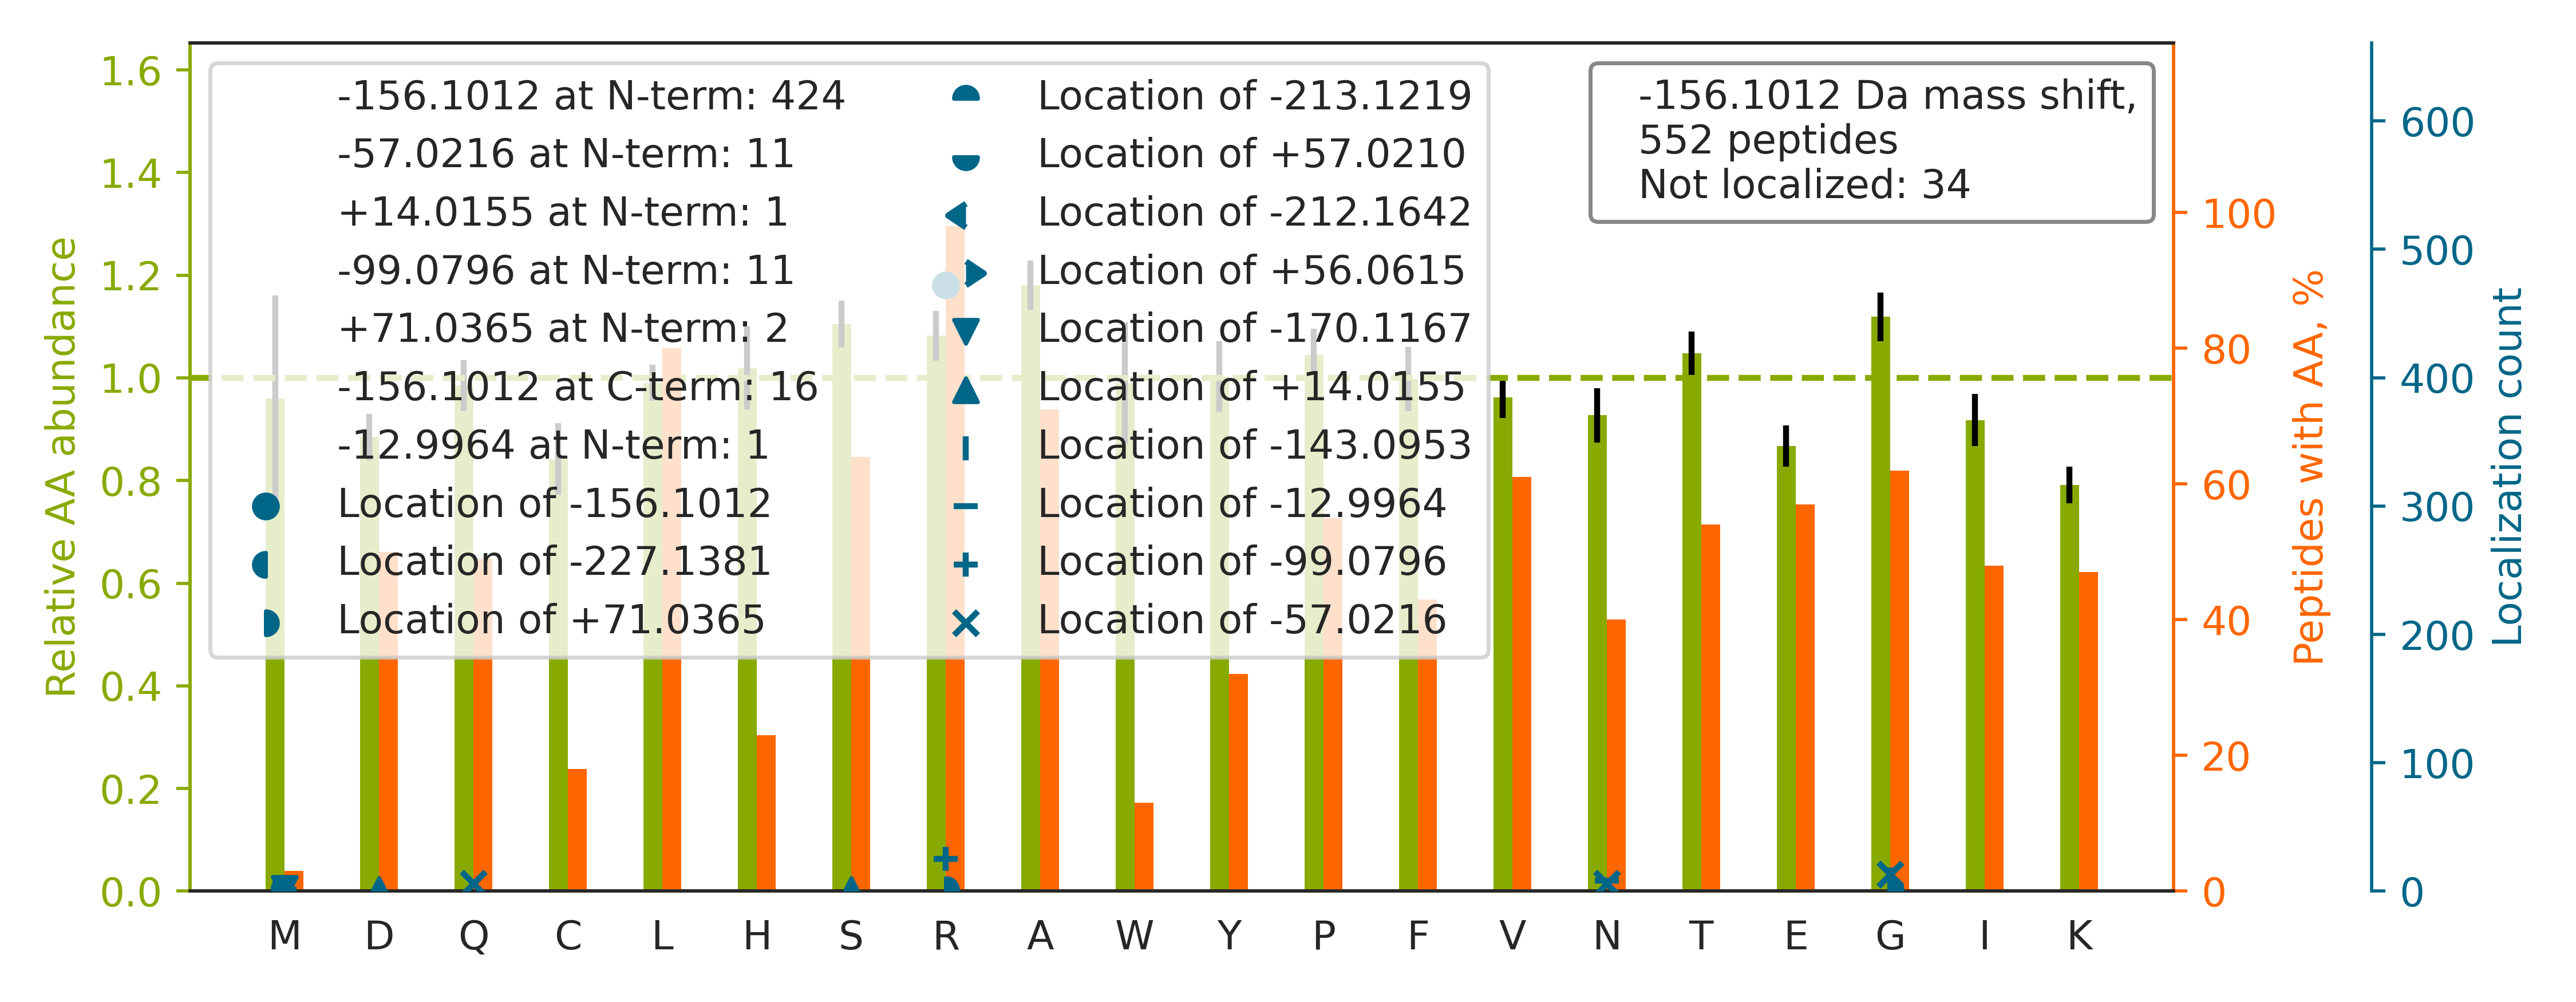 1.6
1.4
1.2
1.0
0.8
0.6
0.4
0.2
0.0
Relative AA abundance
-156.1012 at N-term: 424
-57.0216 at N-term: 11
+14.0155 at N-term: 1
-99.0796 at N-term: 11
+71.0365 at N-term: 2
-156.1012 at C-term: 16
-12.9964 at N-term: 1
Location of -156.1012
Location of -227.1381
Location of +71.0365
Location of -213.1219
Location of +57.0210
Location of -212.1642
Location of +56.0615
Location of -170.1167
Location of +14.0155
Location of -143.0953
Location of -12.9964
Location of -99.0796
Location of -57.0216
-156.1012 Da mass shift,
552 peptides
Not localized: 34
100
80
60
40
20
0
Peptides with AA, %
600
500
400
300
200
100
0
Localization count
M D Q C L H S R A W Y P F V N T E G I K